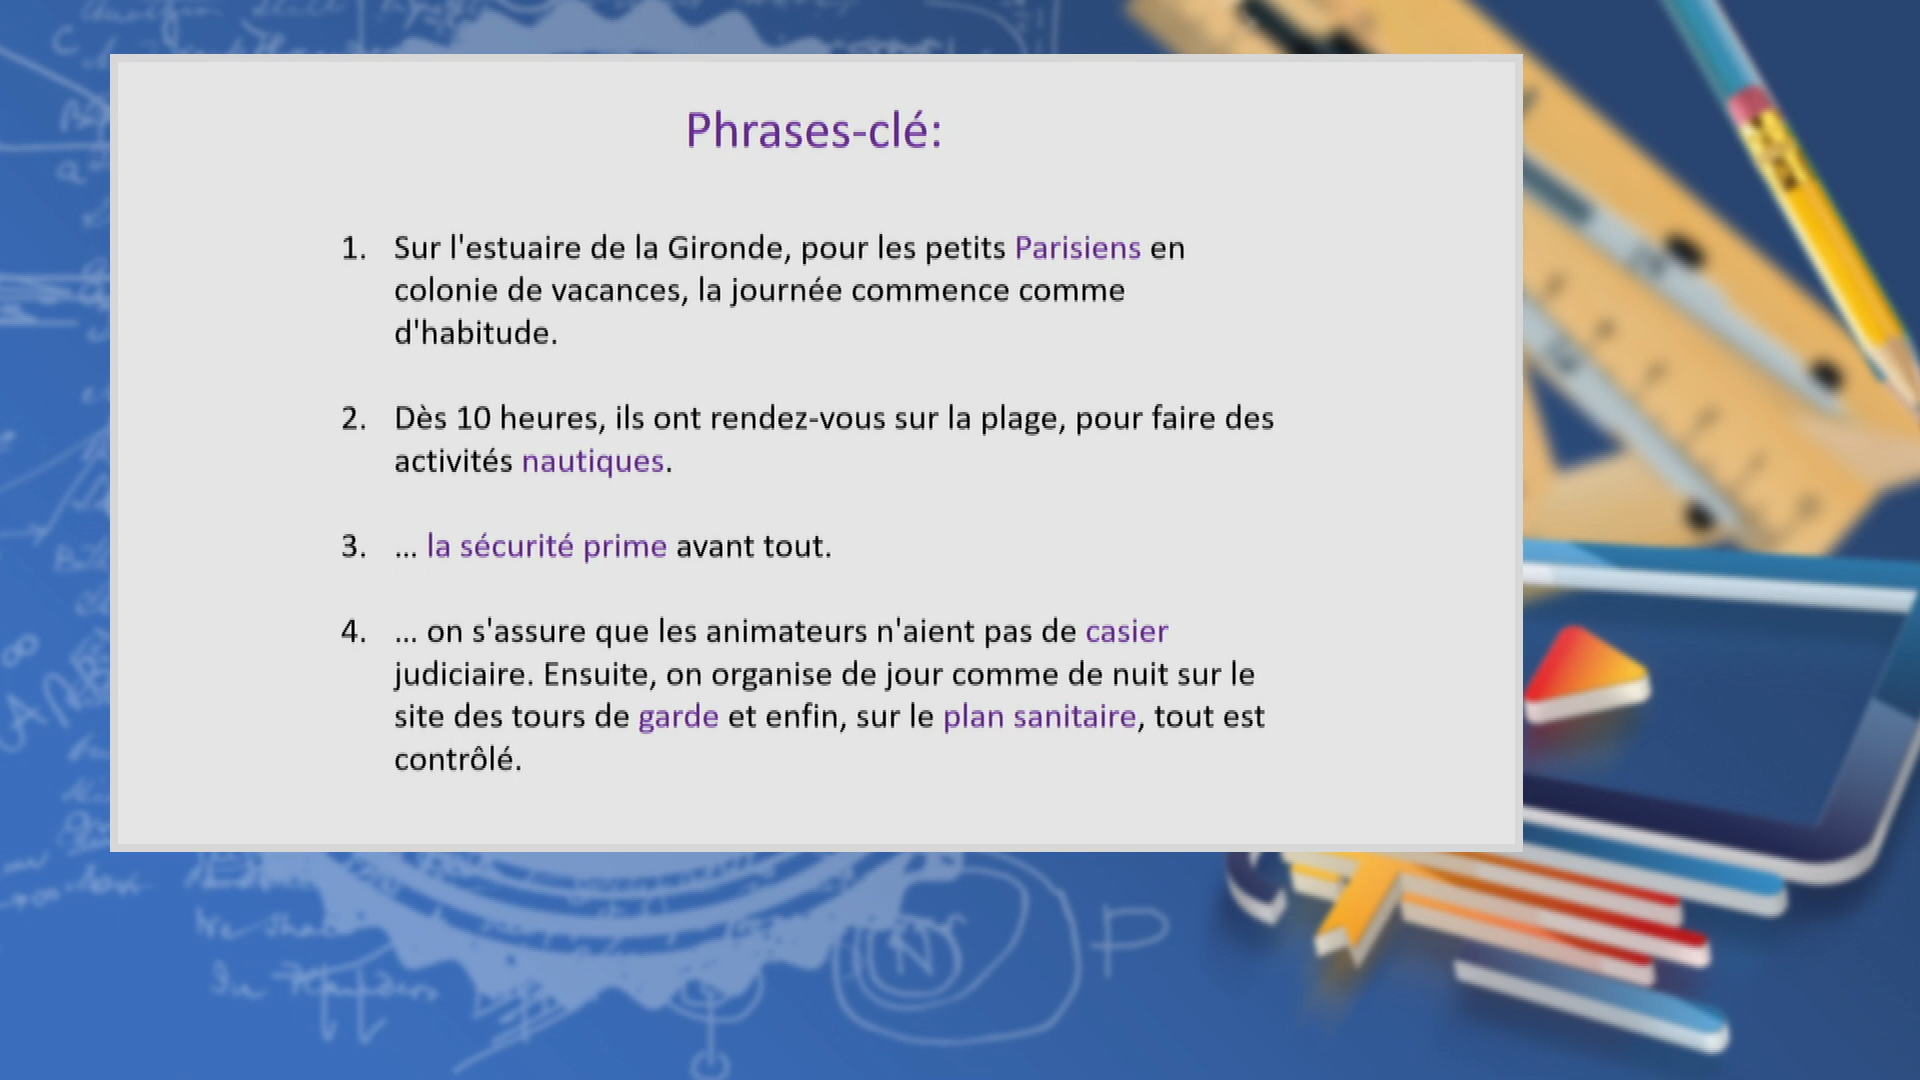 Phrases-clé:
1. Sur l'estuaire de la Gironde, pour les petits Parisiens en
colonie de vacances, la journée commence comme
d'habitude.
2. Dès 10 heures, ils ont rendez-vous sur la plage, pour faire des
activités nautiques.
3. ... la sécurité prime avant tout.
4. ... on s'assure que les animateurs n'aient pas de casier
judiciaire. Ensuite, on organise de jour comme de nuit sur le
site des tours de garde et enfin, sur le plan sanitaire, tout est
contrôlé.
N
P